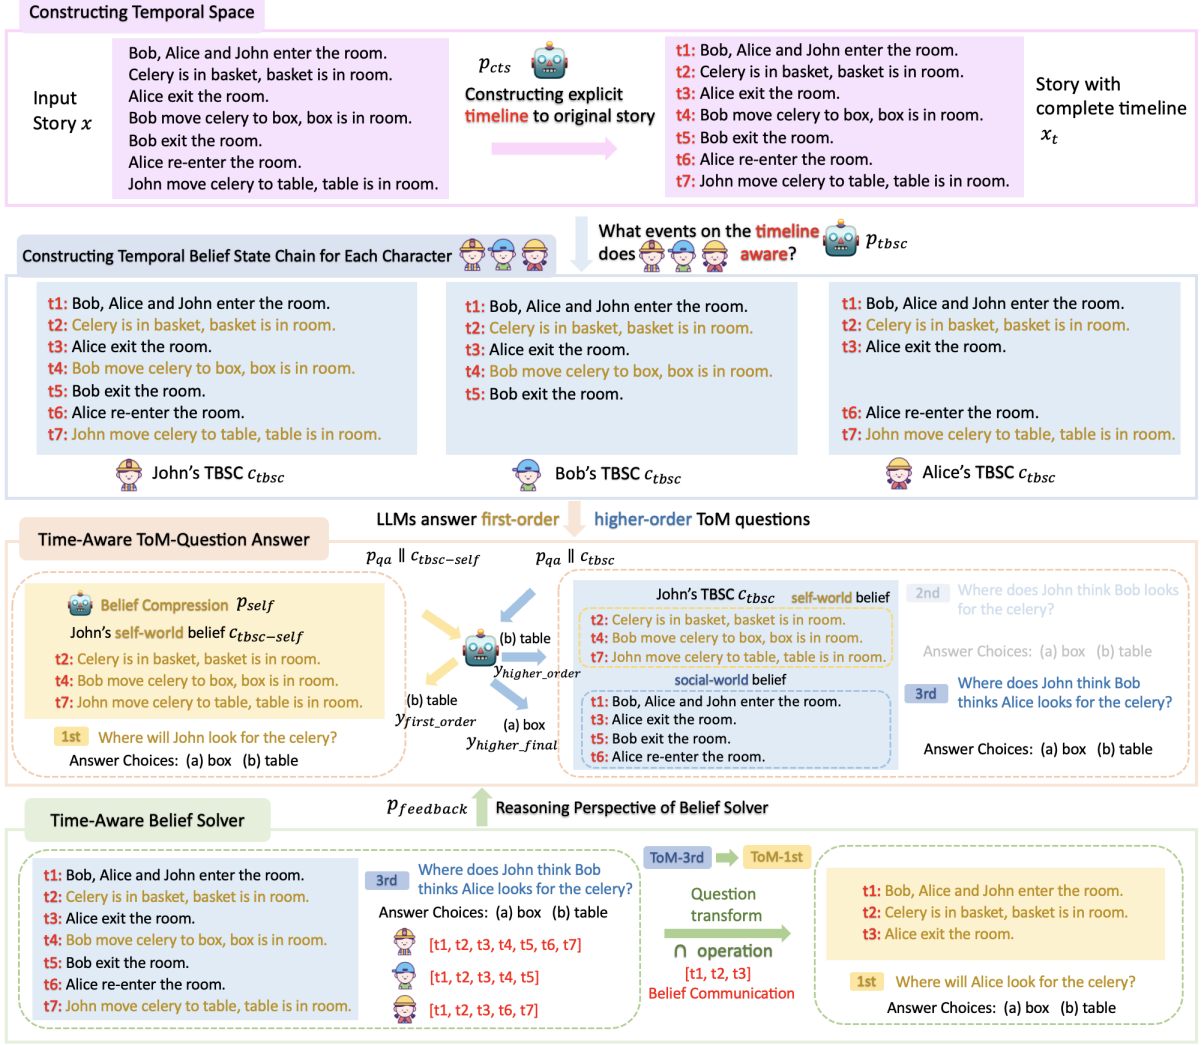 Constructing Temporal Space
Input
Story x
Bob, Alice and John enter the room.
Celery is in basket, basket is in room.
Alice exit the room.
Bob move celery to box, box is in room.
Bob exit the room.
Alice re-enter the room.
John move celery to table, table is in room.
p_cts
Constructing explicit
timeline to original story
t1: Bob, Alice and John enter the room.
t2: Celery is in basket, basket is in room.
t3: Alice exit the room.
t4: Bob move celery to box, box is in room.
t5: Bob exit the room.
t6: Alice re-enter the room.
t7: John move celery to table, table is in room.
Story with
complete timeline
x_t
Constructing Temporal Belief State Chain for Each Character
What events on the timeline
does aware?
p_tbsc
t1: Bob, Alice and John enter the room.
t2: Celery is in basket, basket is in room.
t3: Alice exit the room.
t4: Bob move celery to box, box is in room.
t5: Bob exit the room.
t6: Alice re-enter the room.
t7: John move celery to table, table is in room.
John's TBSC c_tbsc
t1: Bob, Alice and John enter the room.
t2: Celery is in basket, basket is in room.
t3: Alice exit the room.
t4: Bob move celery to box, box is in room.
t5: Bob exit the room.
Bob's TBSC c_tbsc
t1: Bob, Alice and John enter the room.
t2: Celery is in basket, basket is in room.
t3: Alice exit the room.
t6: Alice re-enter the room.
t7: John move celery to table, table is in room.
Alice's TBSC c_tbsc
LLMs answer first-order higher-order ToM questions
Time-Aware ToM-Question Answer
p_qa ∥ c_tbsc−self
p_qa ∥ c_tbsc
Belief Compression p_self
John's self-world belief c_tbsc−self
t2: Celery is in basket, basket is in room.
t4: Bob move celery to box, box is in room.
t7: John move celery to table, table is in room.
1st Where will John look for the celery?
Answer Choices: (a) box (b) table
(b) table
y_higher_order
(b) table
y_first_order
(a) box
y_higher_final
John's TBSC c_tbsc self-world belief
t2: Celery is in basket, basket is in room.
t4: Bob move celery to box, box is in room.
t7: John move celery to table, table is in room.
social-world belief
t1: Bob, Alice and John enter the room.
t3: Alice exit the room.
t5: Bob exit the room.
t6: Alice re-enter the room.
2nd Where does John think Bob looks
for the celery?
Answer Choices: (a) box (b) table
3rd Where does John think Bob
thinks Alice looks for the celery?
Answer Choices: (a) box (b) table
p_feedback Reasoning Perspective of Belief Solver
Time-Aware Belief Solver
t1: Bob, Alice and John enter the room.
t2: Celery is in basket, basket is in room.
t3: Alice exit the room.
t4: Bob move celery to box, box is in room.
t5: Bob exit the room.
t6: Alice re-enter the room.
t7: John move celery to table, table is in room.
3rd Where does John think Bob
thinks Alice looks for the celery?
Answer Choices: (a) box (b) table
[t1, t2, t3, t4, t5, t6, t7]
[t1, t2, t3, t4, t5]
[t1, t2, t3, t6, t7]
ToM-3rd ToM-1st
Question
transform
∩ operation
[t1, t2, t3]
Belief Communication
t1: Bob, Alice and John enter the room.
t2: Celery is in basket, basket is in room.
t3: Alice exit the room.
1st Where will Alice look for the celery?
Answer Choices: (a) box (b) table